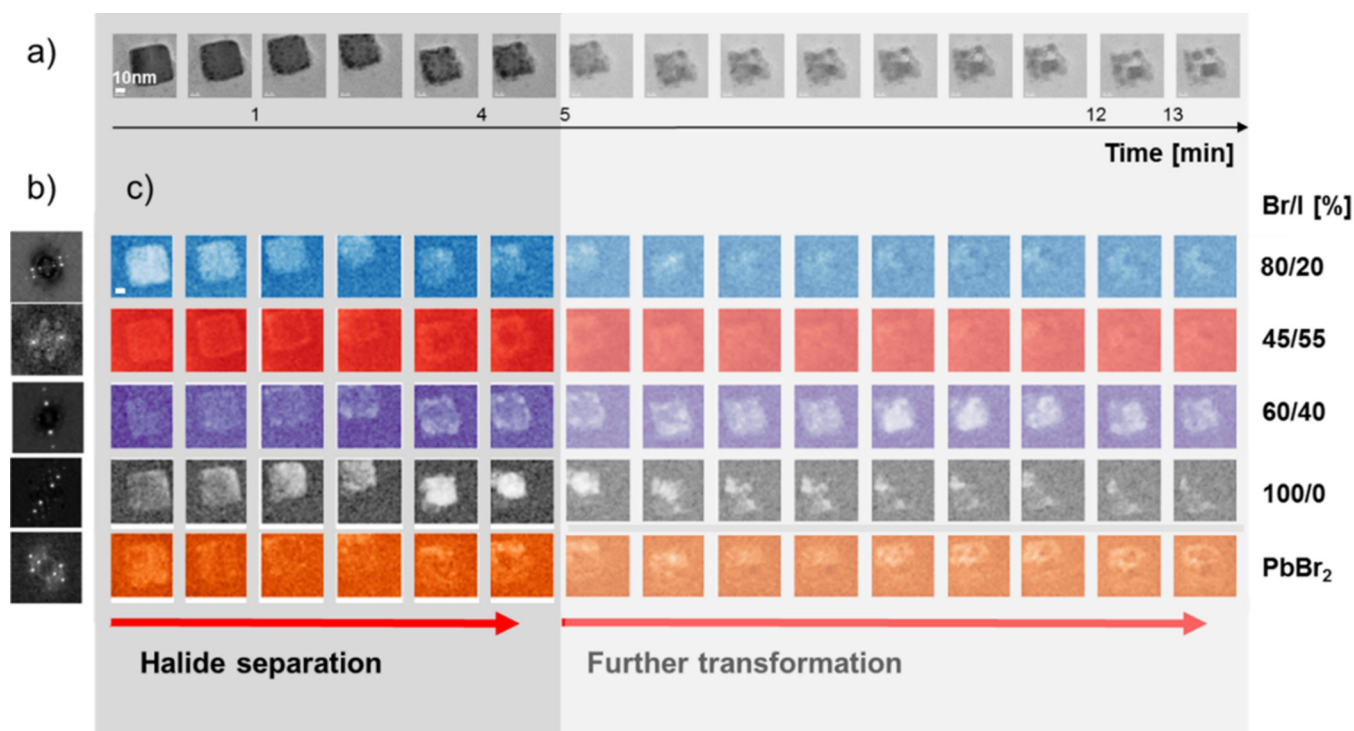 a)
10nm
1 4 5 12 13
Time [min]
b) c)
Br/I [%]
80/20
45/55
60/40
100/0
PbBr₂
Halide separation
Further transformation